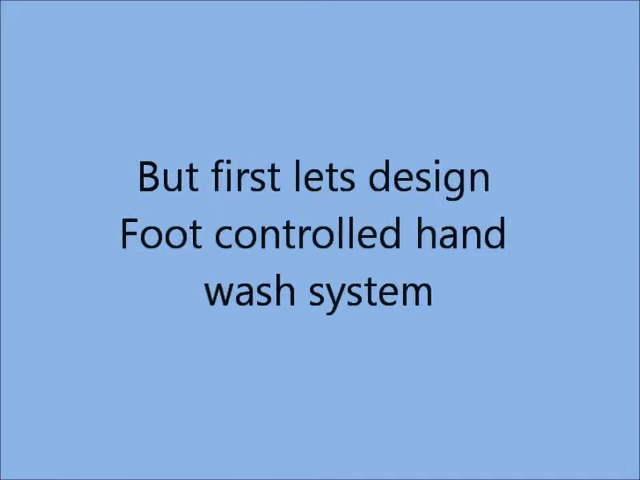 But first lets design
Foot controlled hand
wash system